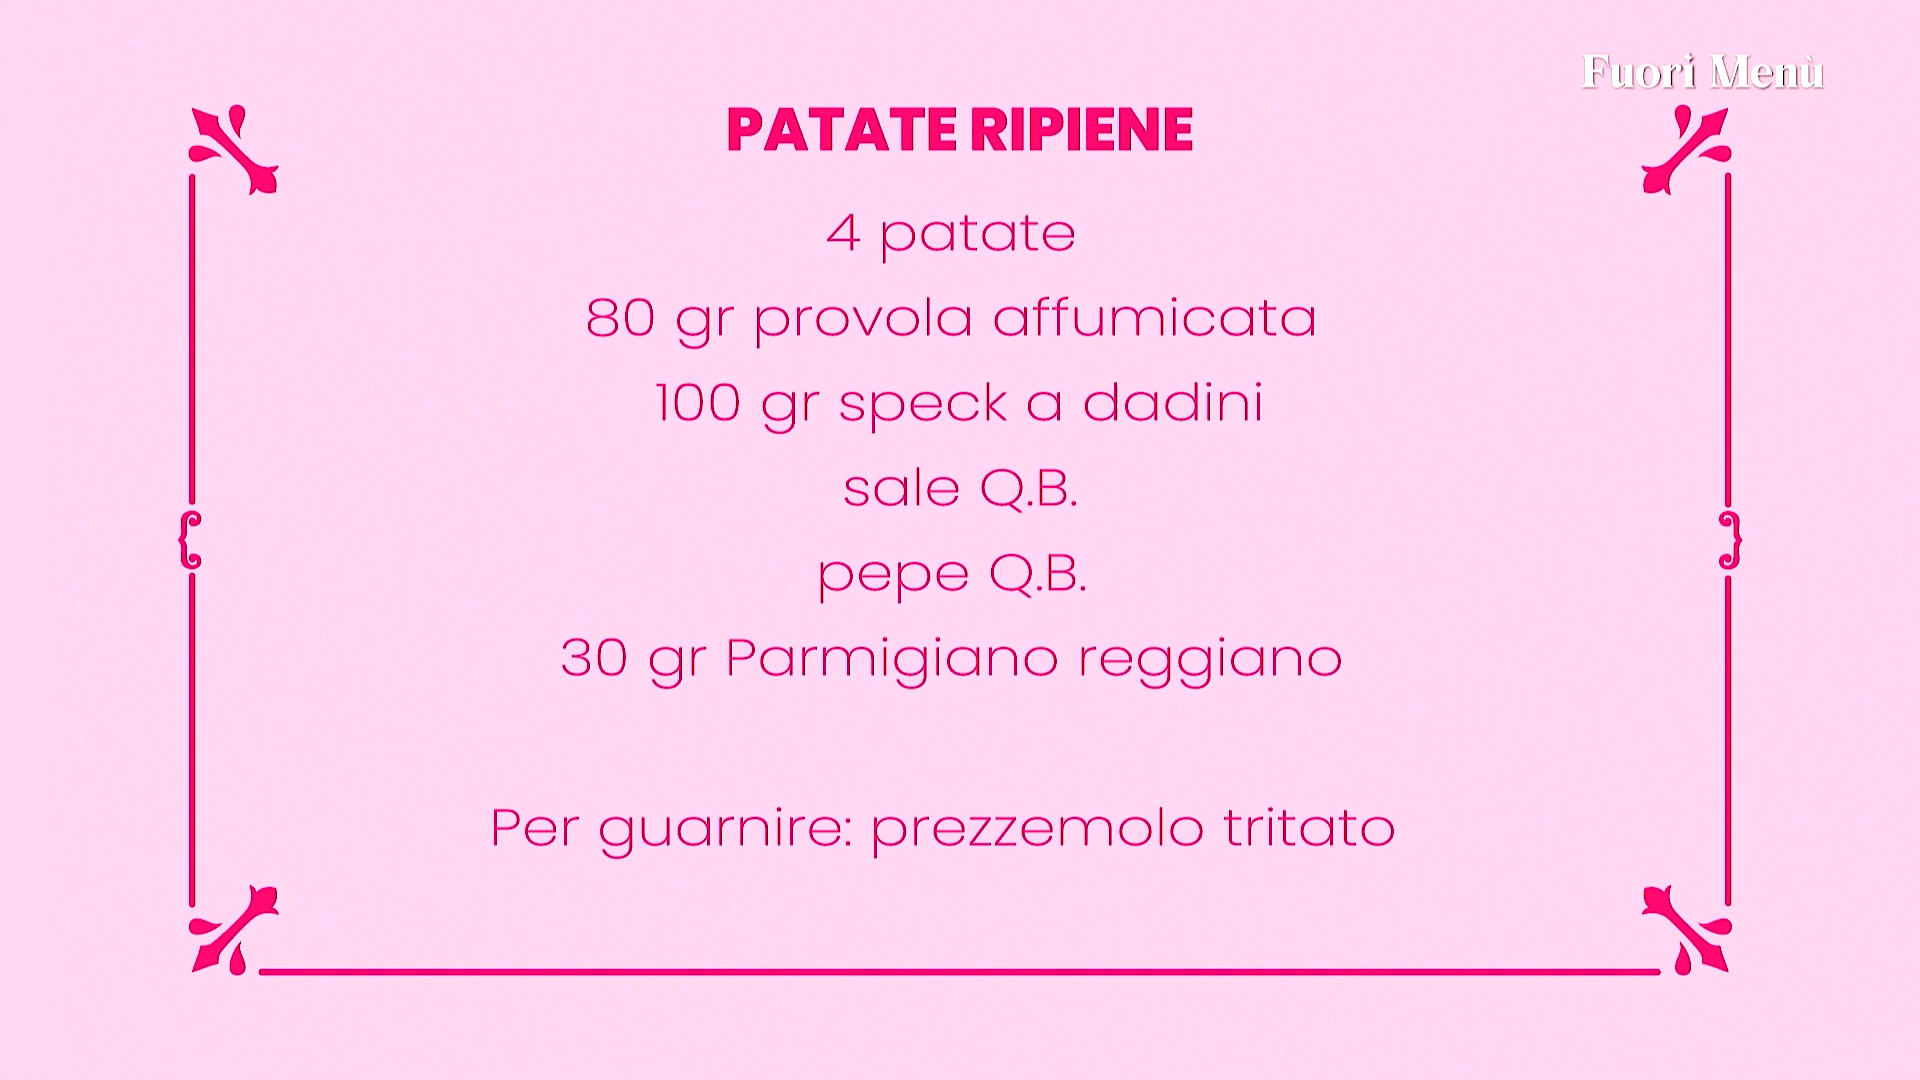 Fuori Menù
PATATE RIPIENE
4 patate
80 gr provola affumicata
100 gr speck a dadini
sale Q.B.
pepe Q.B.
30 gr Parmigiano reggiano
Per guarnire: prezzemolo tritato